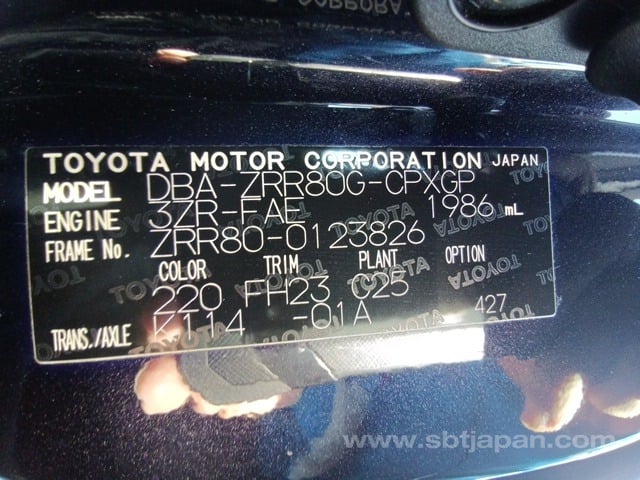 TOYOTA MOTOR CORPORATION JAPAN
MODEL DBA-ZRR80G-CPXGP
ENGINE 3ZR-FAE 1986 mL
FRAME No. ZRR80-0123826
COLOR TRIM PLANT OPTION
220 FH23 C25 427
TRANS./AXLE K114 -01A
www.sbtjapan.com